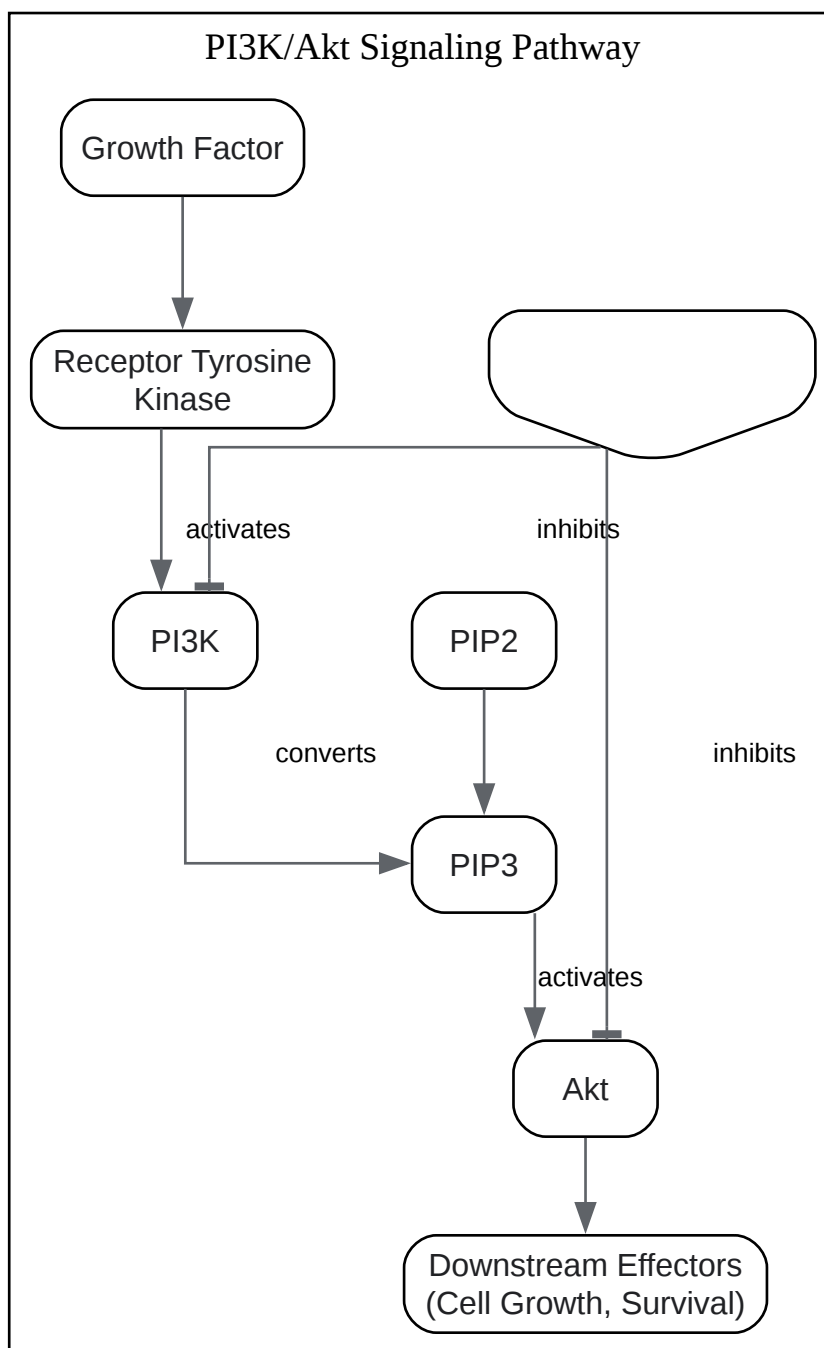 PI3K/Akt Signaling Pathway
Growth Factor
Receptor Tyrosine
Kinase
activates
inhibits
PI3K
PIP2
converts
inhibits
PIP3
activates
Akt
Downstream Effectors
(Cell Growth, Survival)